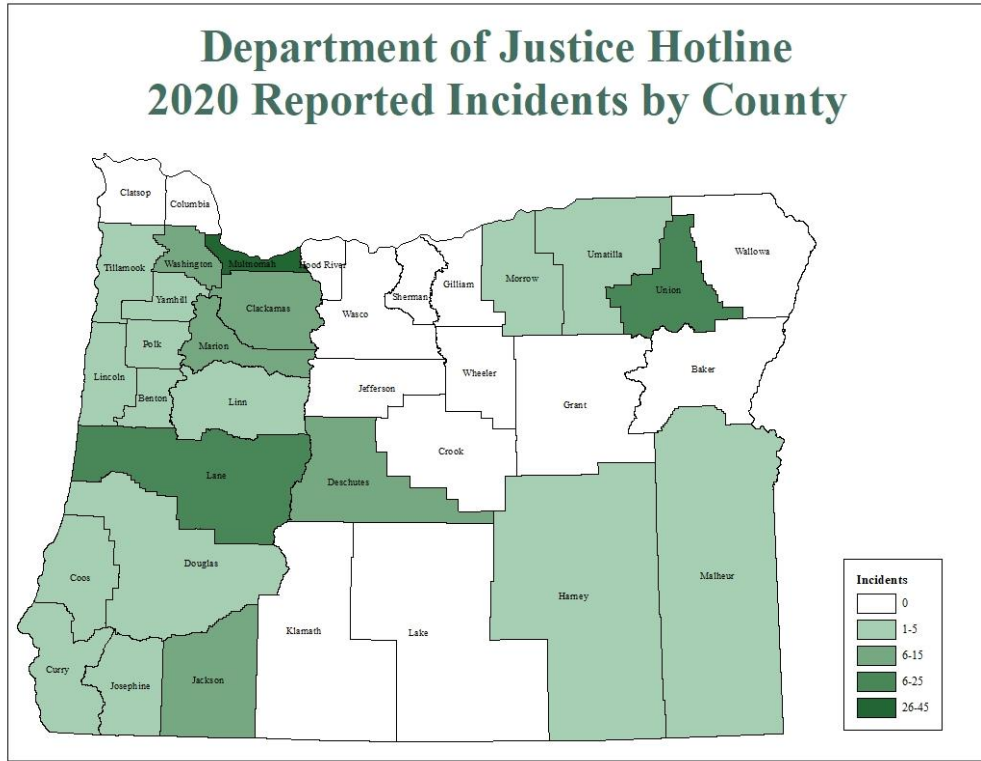 Department of Justice Hotline
2020 Reported Incidents by County
Clatsop
Columbia
Tillamook
Washington
Multnomah
Hood River
Wasco
Sherman
Gilliam
Morrow
Umatilla
Union
Wallowa
Yamhill
Clackamas
Polk
Marion
Lincoln
Benton
Linn
Jefferson
Wheeler
Grant
Baker
Crook
Lane
Deschutes
Douglas
Coos
Curry
Josephine
Jackson
Klamath
Lake
Harney
Malheur
Incidents
0
1-5
6-15
6-25
26-45